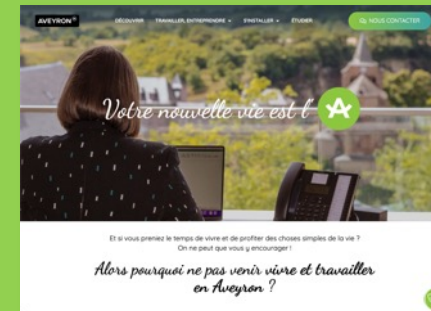 AVEYRON
DÉCOUVRIR TRAVAILLER, ENTREPRENDRE S'INSTALLER ÉTUDIER NOUS CONTACTER
Votre nouvelle vie est l' A
Et si vous preniez le temps de vivre et de profiter des choses simples de la vie ?
On ne peut que vous y encourager !
Alors pourquoi ne pas venir vivre et travailler
en Aveyron ?